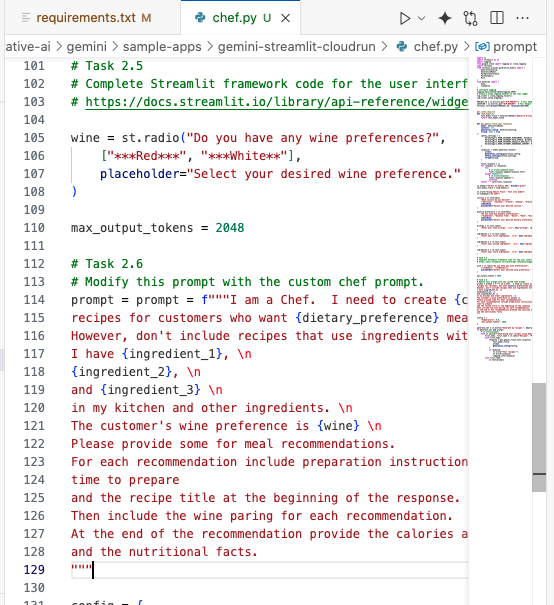 requirements.txt M
chef.py U
ative-ai > gemini > sample-apps > gemini-streamlit-cloudrun > chef.py > prompt
101 # Task 2.5
102 # Complete Streamlit framework code for the user interf
103 # https://docs.streamlit.io/library/api-reference/widge
104
105 wine = st.radio("Do you have any wine preferences?",
106     ["***Red***", "***White**"],
107     placeholder="Select your desired wine preference."
108 )
109
110 max_output_tokens = 2048
111
112 # Task 2.6
113 # Modify this prompt with the custom chef prompt.
114 prompt = prompt = f"""I am a Chef.  I need to create {c
115 recipes for customers who want {dietary_preference} mea
116 However, don't include recipes that use ingredients wit
117 I have {ingredient_1}, \n
118 {ingredient_2}, \n
119 and {ingredient_3} \n
120 in my kitchen and other ingredients. \n
121 The customer's wine preference is {wine} \n
122 Please provide some for meal recommendations.
123 For each recommendation include preparation instruction
124 time to prepare
125 and the recipe title at the beginning of the response.
126 Then include the wine paring for each recommendation.
127 At the end of the recommendation provide the calories a
128 and the nutritional facts.
129 """
130
131 config = {